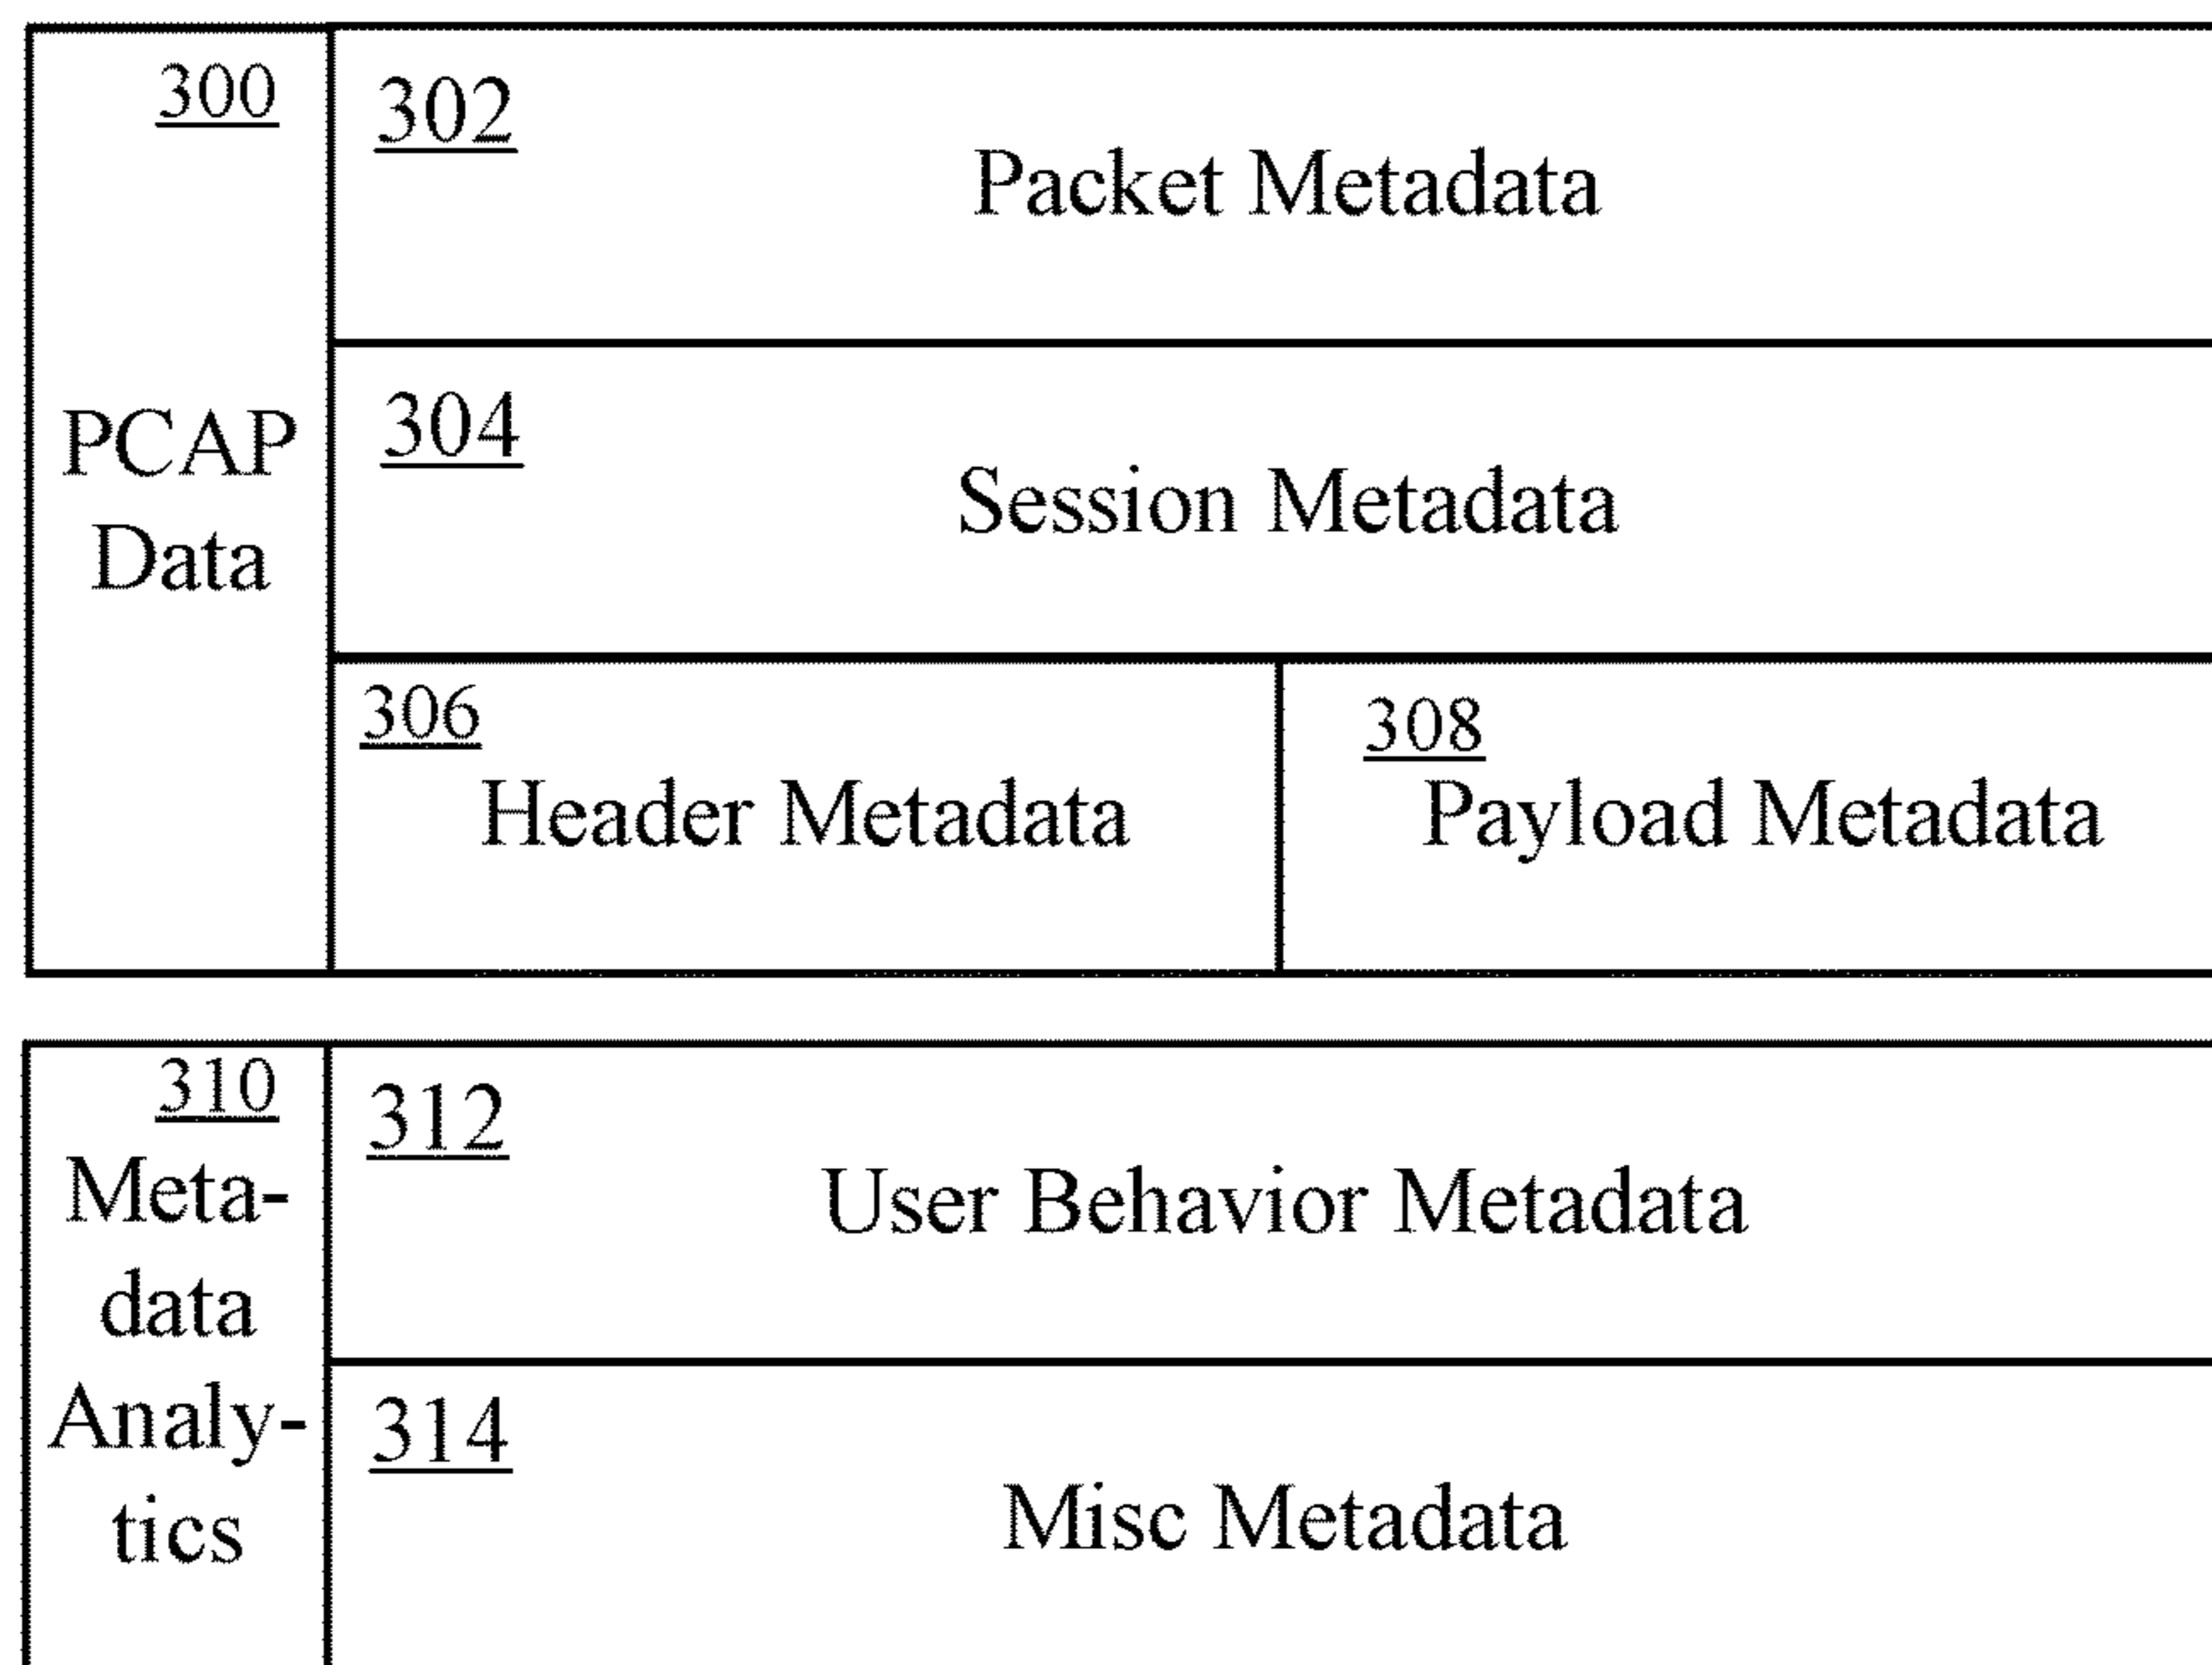 300
PCAP
Data
302
Packet Metadata
304
Session Metadata
306
Header Metadata
308
Payload Metadata
310
Meta-
data
Analy-
tics
312
User Behavior Metadata
314
Misc Metadata